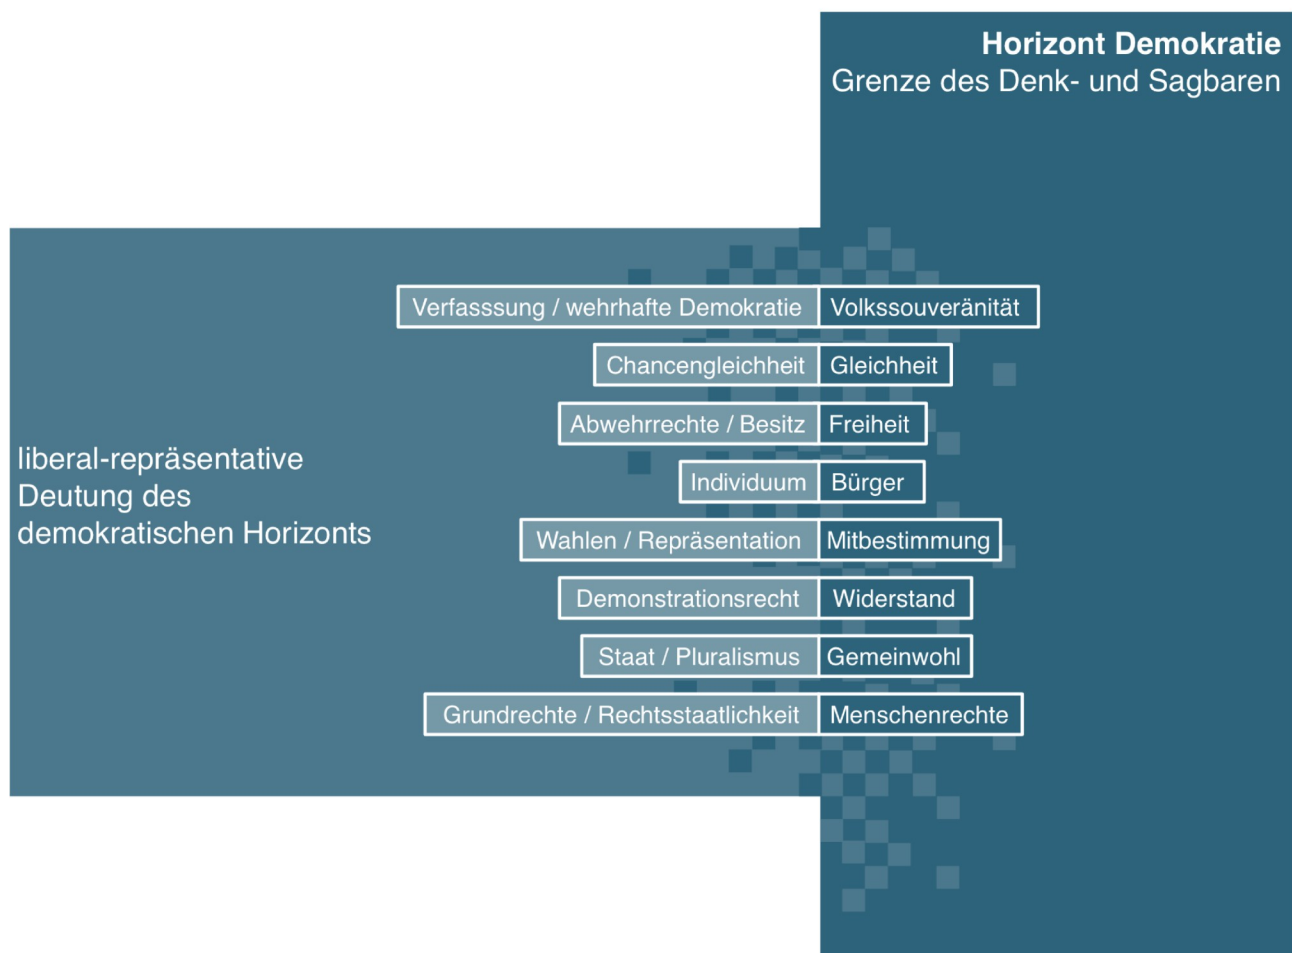 Horizont Demokratie
Grenze des Denk- und Sagbaren
Verfasssung / wehrhafte Demokratie Volkssouveränität
Chancengleichheit Gleichheit
Abwehrrechte / Besitz Freiheit
liberal-repräsentative
Deutung des
demokratischen Horizonts
Individuum Bürger
Wahlen / Repräsentation Mitbestimmung
Demonstrationsrecht Widerstand
Staat / Pluralismus Gemeinwohl
Grundrechte / Rechtsstaatlichkeit Menschenrechte